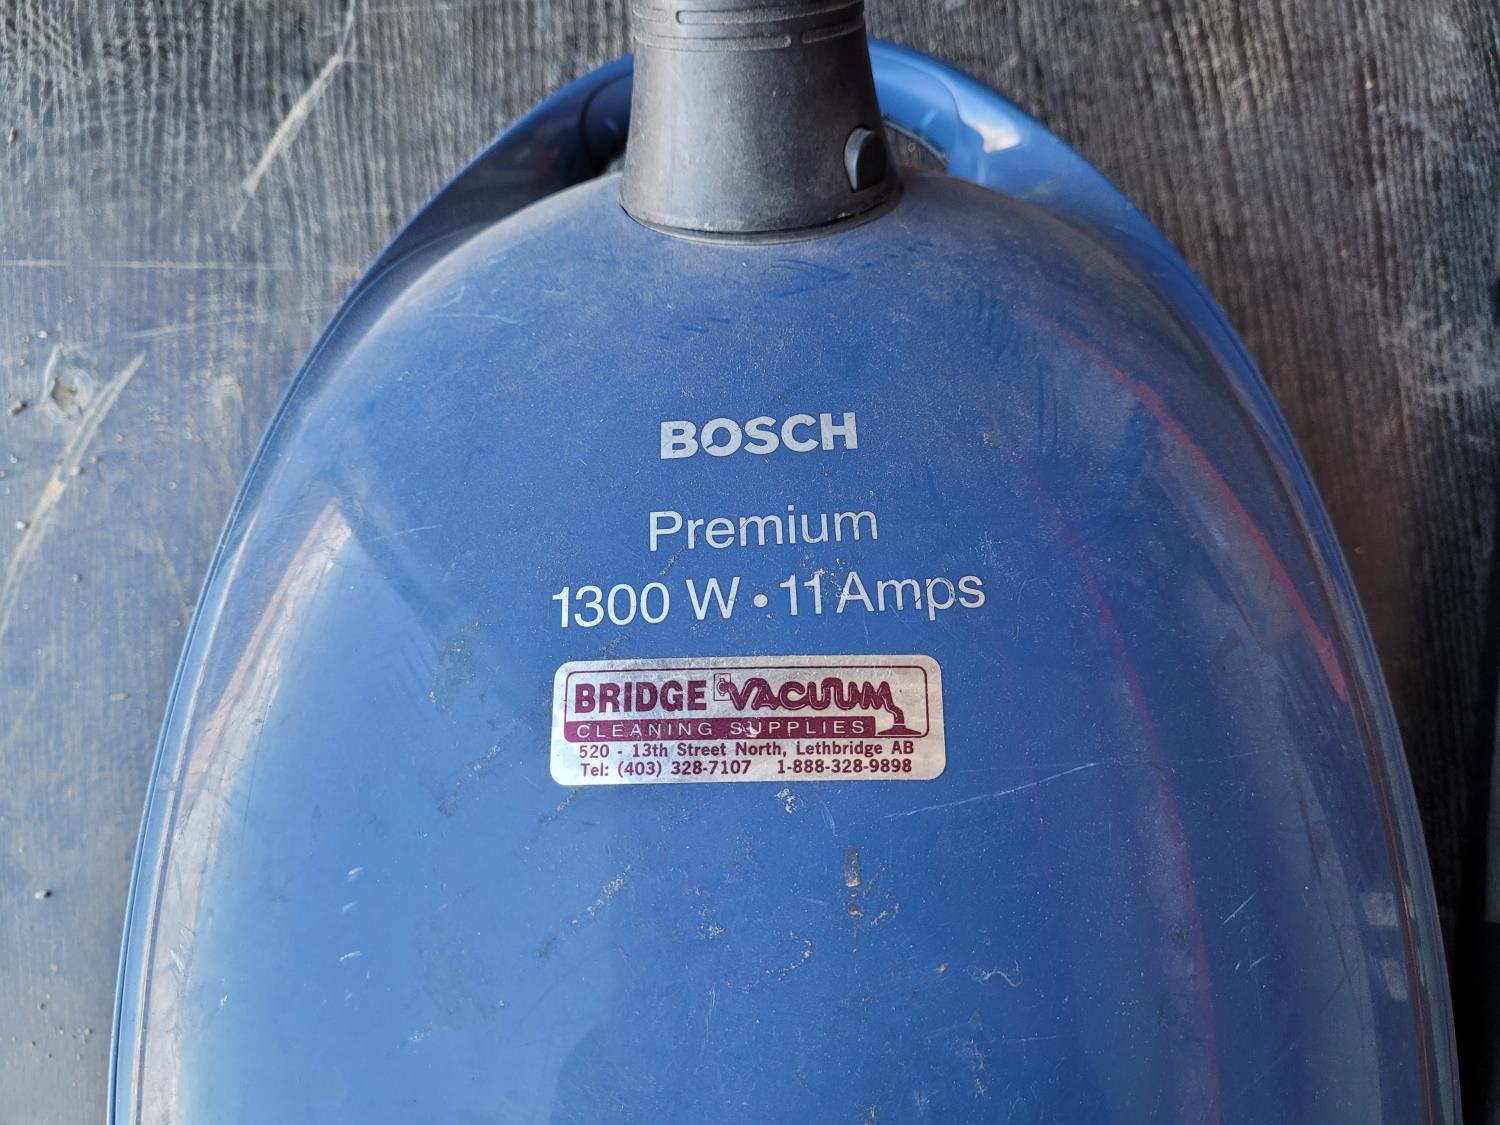 BOSCH
Premium
1300 W • 11 Amps
BRIDGE VACUUM
CLEANING SUPPLIES
520 - 13th Street North, Lethbridge AB
Tel: (403) 328-7107 1-888-328-9898